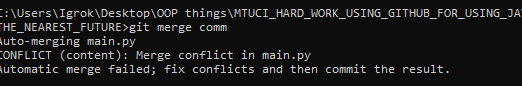 C:\Users\Igrok\Desktop\OOP things\MTUCI_HARD_WORK_USING_GITHUB_FOR_USING_JA
THE_NEAREST_FUTURE>git merge comm
Auto-merging main.py
CONFLICT (content): Merge conflict in main.py
Automatic merge failed; fix conflicts and then commit the result.